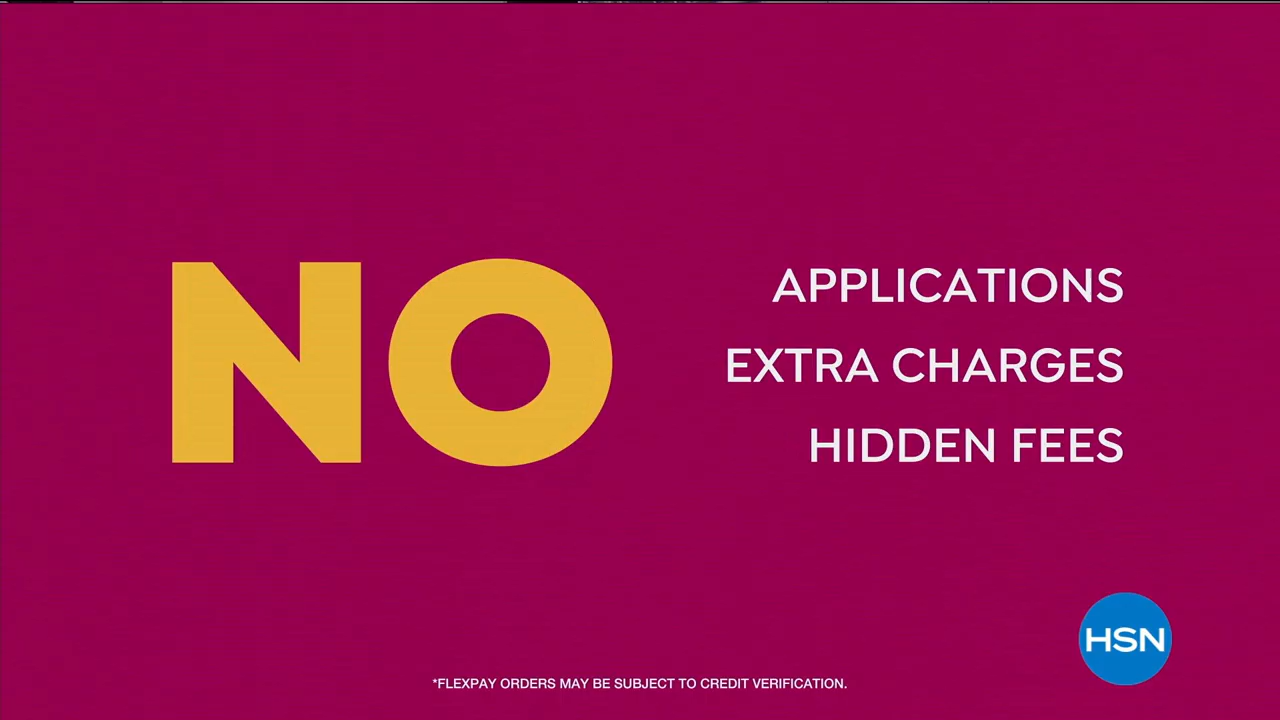 NO
APPLICATIONS
EXTRA CHARGES
HIDDEN FEES
HSN
*FLEXPAY ORDERS MAY BE SUBJECT TO CREDIT VERIFICATION.